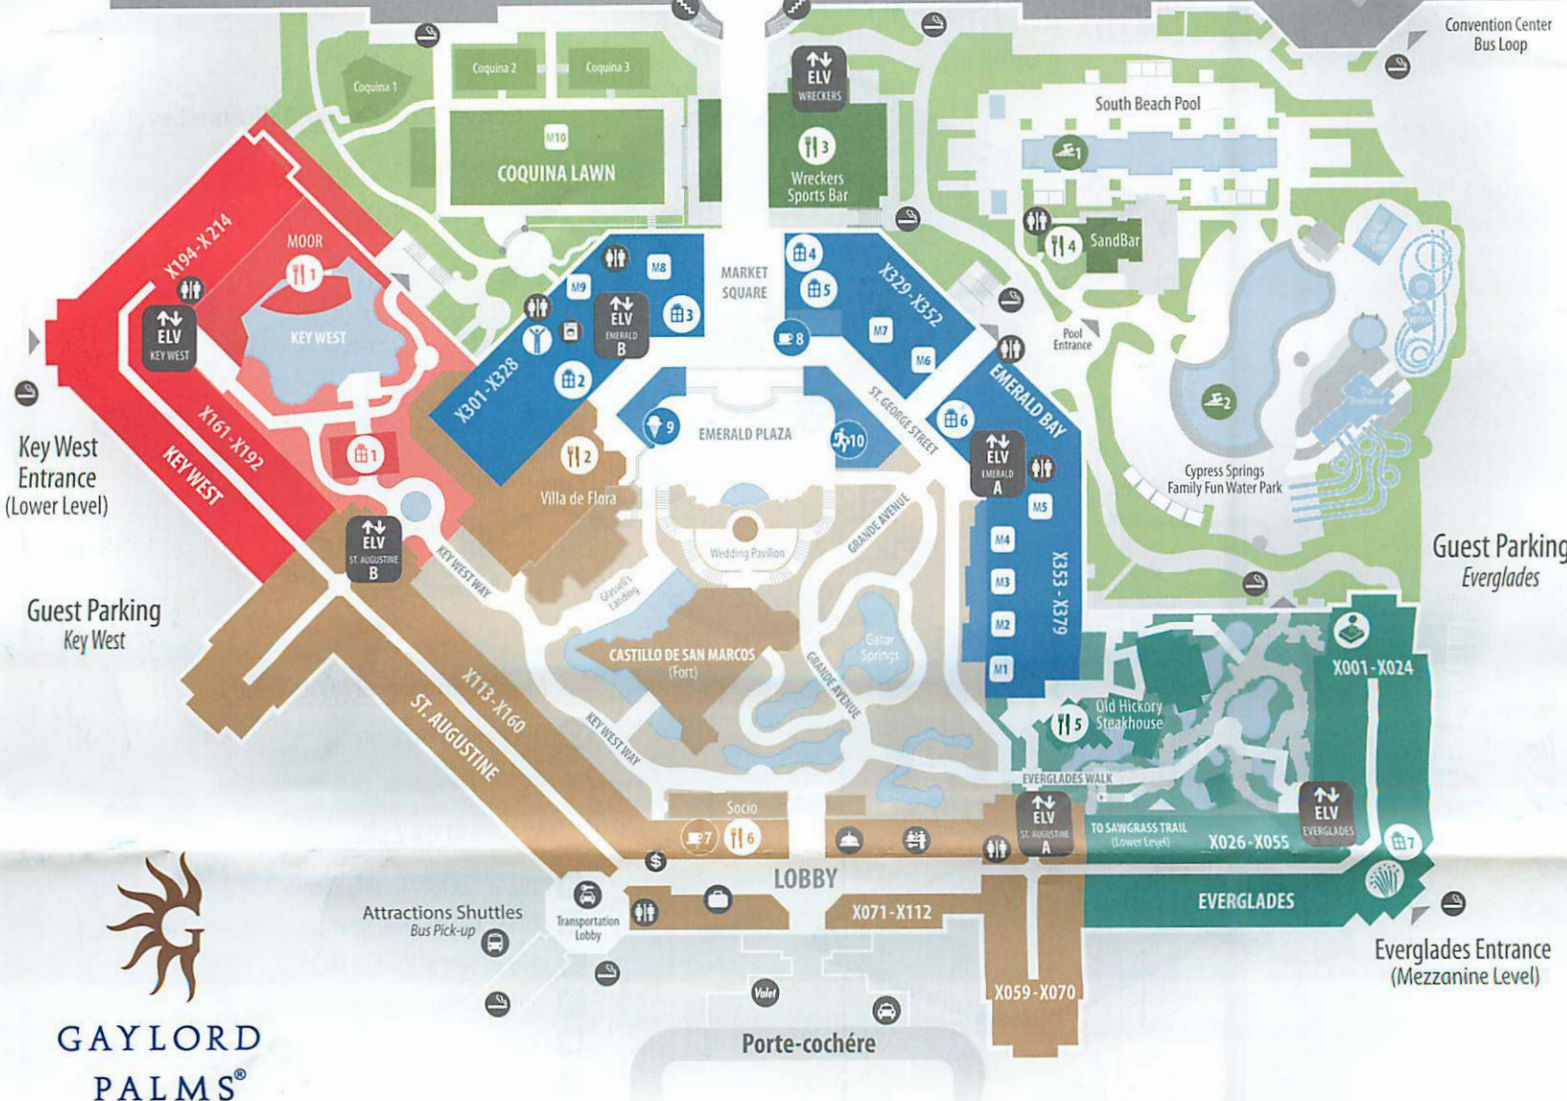 Convention Center
Bus Loop
Coquina 1
Coquina 2
Coquina 3
M10
COQUINA LAWN
ELV
WRECKERS
3
Wreckers
Sports Bar
South Beach Pool
1
4
SandBar
X194-X214
MOOR
1
KEY WEST
ELV
KEY WEST
X161-X192
KEY WEST
1
Key West
Entrance
(Lower Level)
M9
M8
ELV
EMERALD
B
3
2
X301-X328
MARKET
SQUARE
4
5
X329-X352
8
M7
M6
Pool
Entrance
ST. GEORGE STREET
EMERALD BAY
6
ELV
EMERALD
A
9
EMERALD PLAZA
10
2
Cypress Springs
Family Fun Water Park
2
Villa de Flora
ELV
ST. AUGUSTINE
B
KEY WEST WAY
Wedding Pavilion
GRANDE AVENUE
M5
M4
M3
M2
M1
X353 - X379
Guest Parking
Everglades
Guest Parking
Key West
Landing
CASTILLO DE SAN MARCOS
(Fort)
Gator
Springs
GRANDE AVENUE
X113-X160
ST. AUGUSTINE
KEY WEST WAY
X001 - X024
5
Old Hickory
Steakhouse
EVERGLADES WALK
Socio
7
6
ELV
ST. AUGUSTINE
A
TO SAWGRASS TRAIL
(Lower Level)
X026-X055
ELV
EVERGLADES
7
$
LOBBY
EVERGLADES
X071-X112
Attractions Shuttles
Bus Pick-up
Transportation
Lobby
Everglades Entrance
(Mezzanine Level)
X059-X070
Valet
Porte-cochére
G
GAYLORD
PALMS®